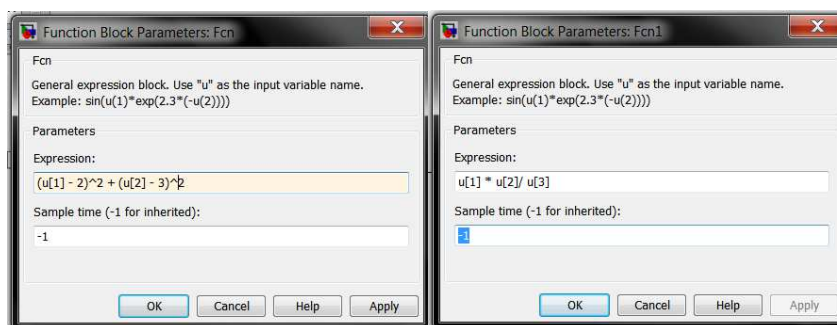 Function Block Parameters: Fcn
Fcn
General expression block. Use "u" as the input variable name.
Example: sin(u(1)*exp(2.3*(-u(2))))
Parameters
Expression:
(u[1] - 2)^2 + (u[2] - 3)^2
Sample time (-1 for inherited):
-1
OK Cancel Help Apply
Function Block Parameters: Fcn1
Fcn
General expression block. Use "u" as the input variable name.
Example: sin(u(1)*exp(2.3*(-u(2))))
Parameters
Expression:
u[1] * u[2]/ u[3]
Sample time (-1 for inherited):
-1
OK Cancel Help Apply